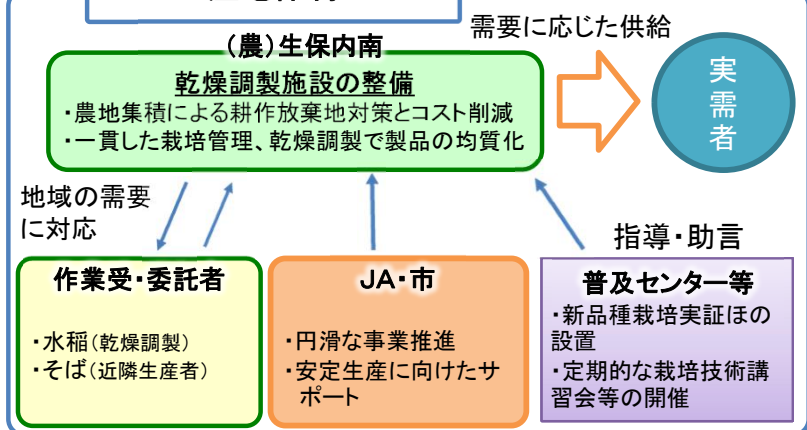 需要に応じた供給
(農)生保内南
乾燥調製施設の整備
・農地集積による耕作放棄地対策とコスト削減
・一貫した栽培管理、乾燥調製で製品の均質化
実
需
者
地域の需要
に対応
指導・助言
作業受・委託者
・水稲(乾燥調製)
・そば(近隣生産者)
JA・市
・円滑な事業推進
・安定生産に向けたサ
ポート
普及センター等
・新品種栽培実証ほの
設置
・定期的な栽培技術講
習会等の開催